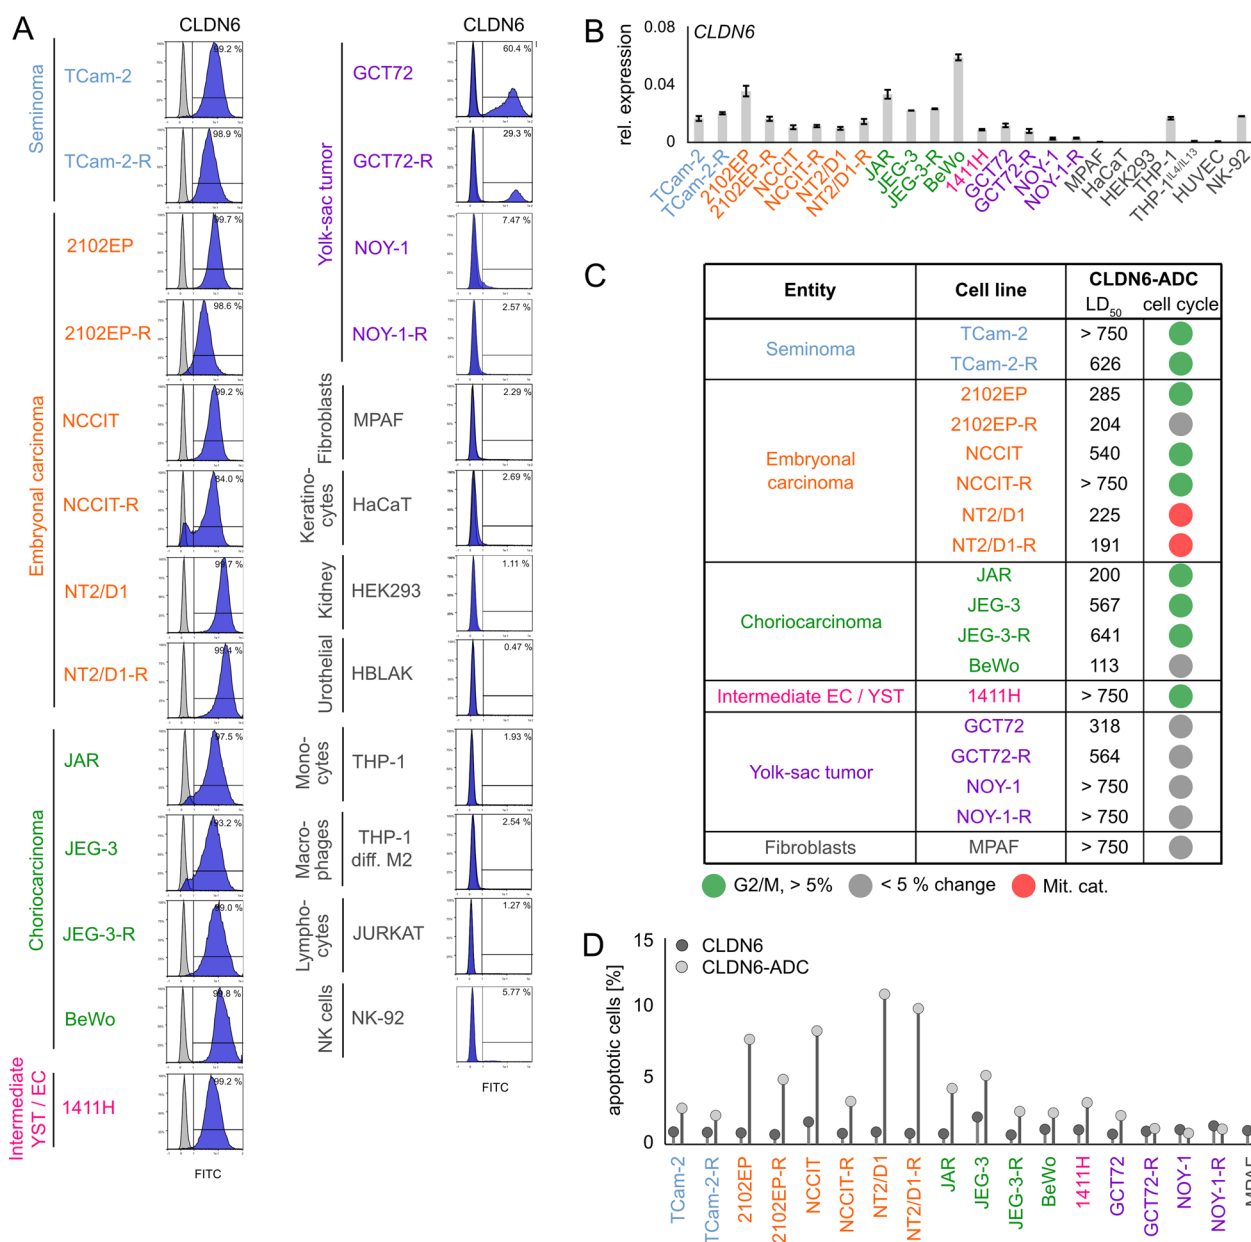 A
CLDN6
Seminoma
TCam-2
99.2 %
TCam-2-R
98.9 %
Embryonal carcinoma
2102EP
99.7 %
2102EP-R
98.6 %
NCCIT
99.2 %
NCCIT-R
84.0 %
NT2/D1
99.7 %
NT2/D1-R
99.4 %
Choriocarcinoma
JAR
97.5 %
JEG-3
93.2 %
JEG-3-R
99.0 %
BeWo
99.8 %
Intermediate
YST / EC
1411H
99.2 %
FITC
CLDN6
Yolk-sac tumor
GCT72
60.4 %
GCT72-R
29.3 %
NOY-1
7.47 %
NOY-1-R
2.57 %
Fibroblasts
MPAF
2.29 %
Keratino-
cytes
HaCaT
2.69 %
Kidney
HEK293
1.11 %
Urothelial
HBLAK
0.47 %
Mono-
cytes
THP-1
1.93 %
Macro-
phages
THP-1
diff. M2
2.54 %
Lympho-
cytes
JURKAT
1.27 %
NK cells
NK-92
5.77 %
FITC
B
CLDN6
rel. expression
0.08
0.04
0
TCam-2
TCam-2-R
2102EP
2102EP-R
NCCIT
NCCIT-R
NT2/D1
NT2/D1-R
JAR
JEG-3
JEG-3-R
BeWo
1411H
GCT72
GCT72-R
NOY-1
NOY-1-R
MPAF
HaCaT
HEK293
THP-1
THP-1 IL4/IL13
HUVEC
NK-92
C
Entity Cell line CLDN6-ADC
LD50 cell cycle
Seminoma
TCam-2 > 750
TCam-2-R 626
Embryonal
carcinoma
2102EP 285
2102EP-R 204
NCCIT 540
NCCIT-R > 750
NT2/D1 225
NT2/D1-R 191
Choriocarcinoma
JAR 200
JEG-3 567
JEG-3-R 641
BeWo 113
Intermediate EC / YST 1411H > 750
Yolk-sac tumor
GCT72 318
GCT72-R 564
NOY-1 > 750
NOY-1-R > 750
Fibroblasts MPAF > 750
G2/M, > 5% < 5 % change Mit. cat.
D
apoptotic cells [%]
15
10
5
0
CLDN6
CLDN6-ADC
TCam-2
TCam-2-R
2102EP
2102EP-R
NCCIT
NCCIT-R
NT2/D1
NT2/D1-R
JAR
JEG-3
JEG-3-R
BeWo
1411H
GCT72
GCT72-R
NOY-1
NOY-1-R
MPAF